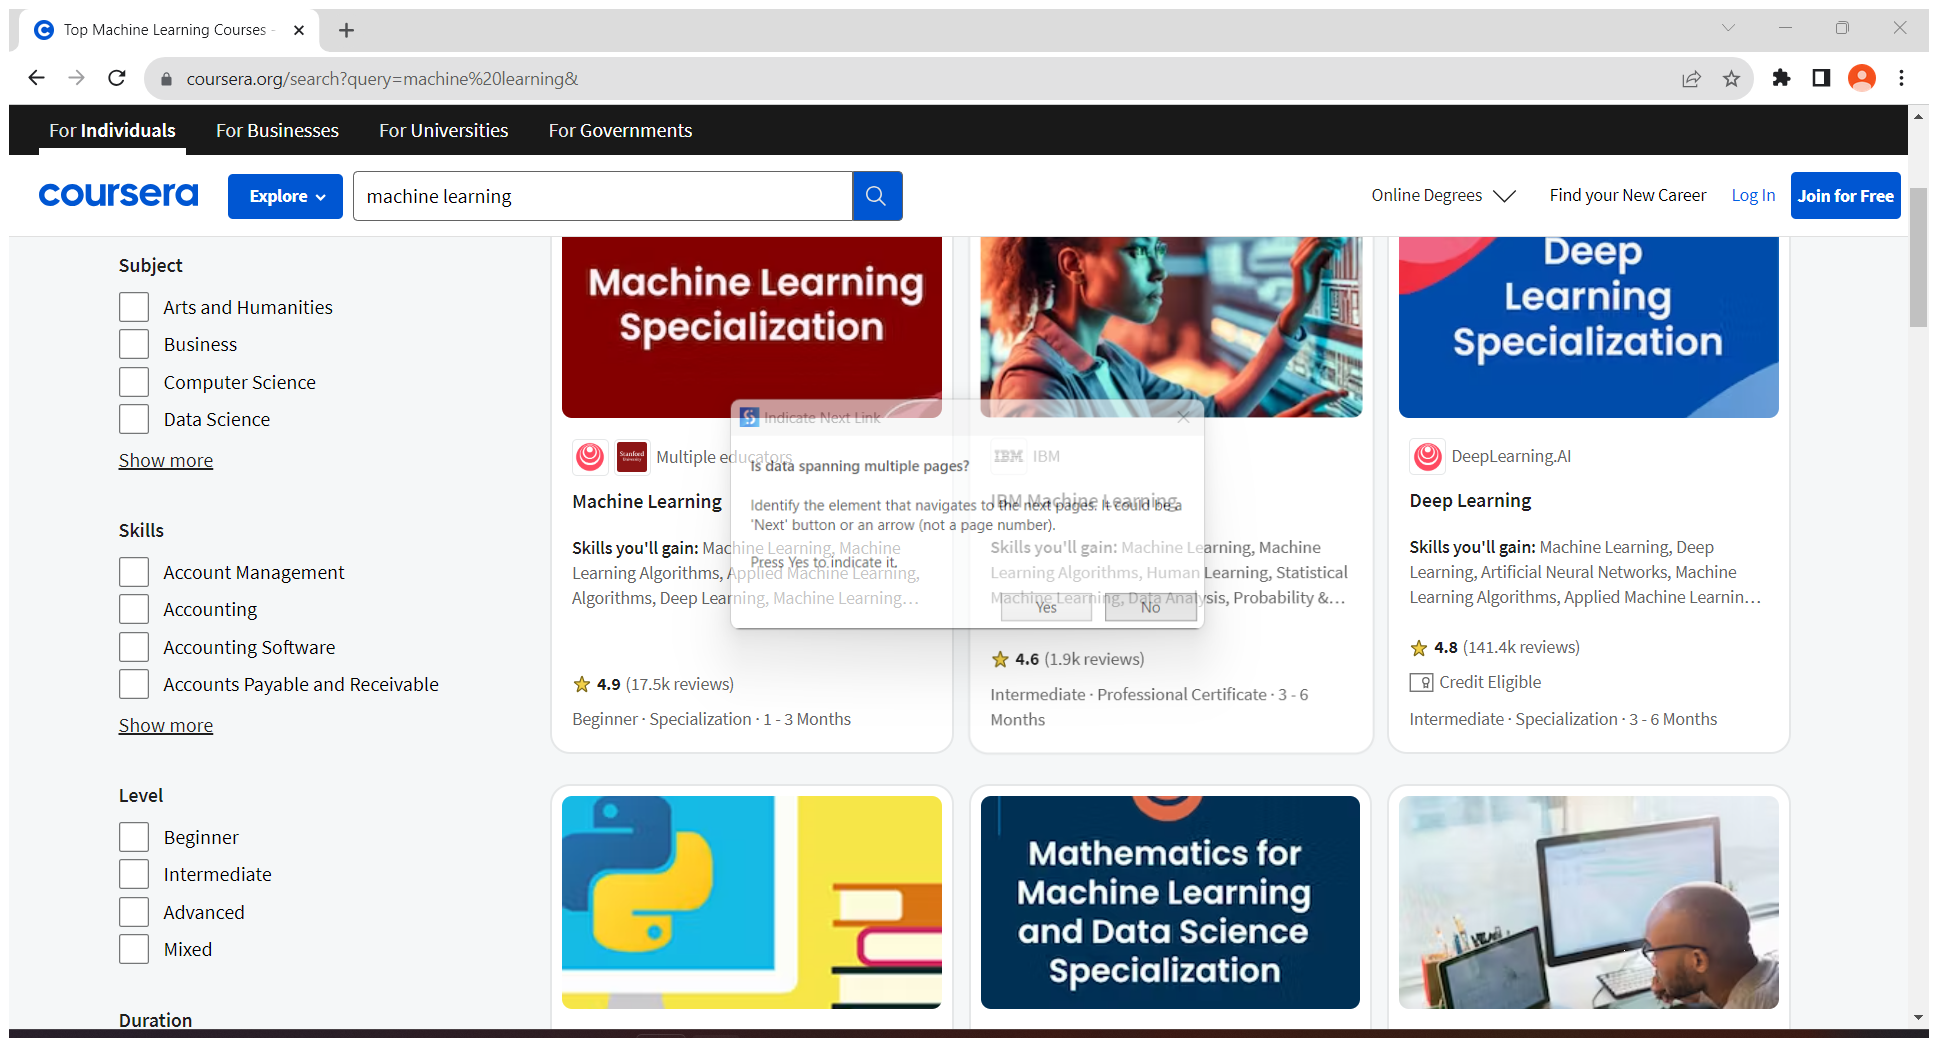 Top Machine Learning Courses -
coursera.org/search?query=machine%20learning&
For Individuals
For Businesses
For Universities
For Governments
coursera
Explore
machine learning
Online Degrees
Find your New Career
Log In
Join for Free
Subject
Arts and Humanities
Business
Computer Science
Data Science
Show more
Skills
Account Management
Accounting
Accounting Software
Accounts Payable and Receivable
Show more
Level
Beginner
Intermediate
Advanced
Mixed
Duration
Machine Learning
Specialization
Stanford
University
Multiple educators
Machine Learning
Skills you'll gain: Machine Learning, Machine
Learning Algorithms, Applied Machine Learning,
Algorithms, Deep Learning, Machine Learning…
4.9 (17.5k reviews)
Beginner · Specialization · 1 - 3 Months
IBM IBM
IBM Machine Learning
Skills you'll gain: Machine Learning, Machine
Learning Algorithms, Human Learning, Statistical
Machine Learning, Data Analysis, Probability &…
4.6 (1.9k reviews)
Intermediate · Professional Certificate · 3 - 6
Months
Deep
Learning
Specialization
DeepLearning.AI
Deep Learning
Skills you'll gain: Machine Learning, Deep
Learning, Artificial Neural Networks, Machine
Learning Algorithms, Applied Machine Learnin…
4.8 (141.4k reviews)
Credit Eligible
Intermediate · Specialization · 3 - 6 Months
Indicate Next Link
Is data spanning multiple pages?
Identify the element that navigates to the next pages. It could be a
'Next' button or an arrow (not a page number).
Press Yes to indicate it.
Yes
No
Mathematics for
Machine Learning
and Data Science
Specialization